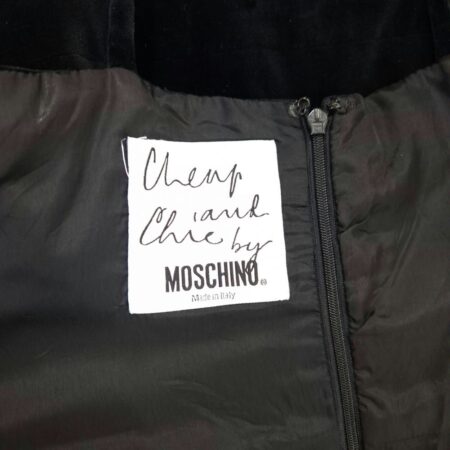 Cheap
and
Chic by
MOSCHINO®
Made in Italy